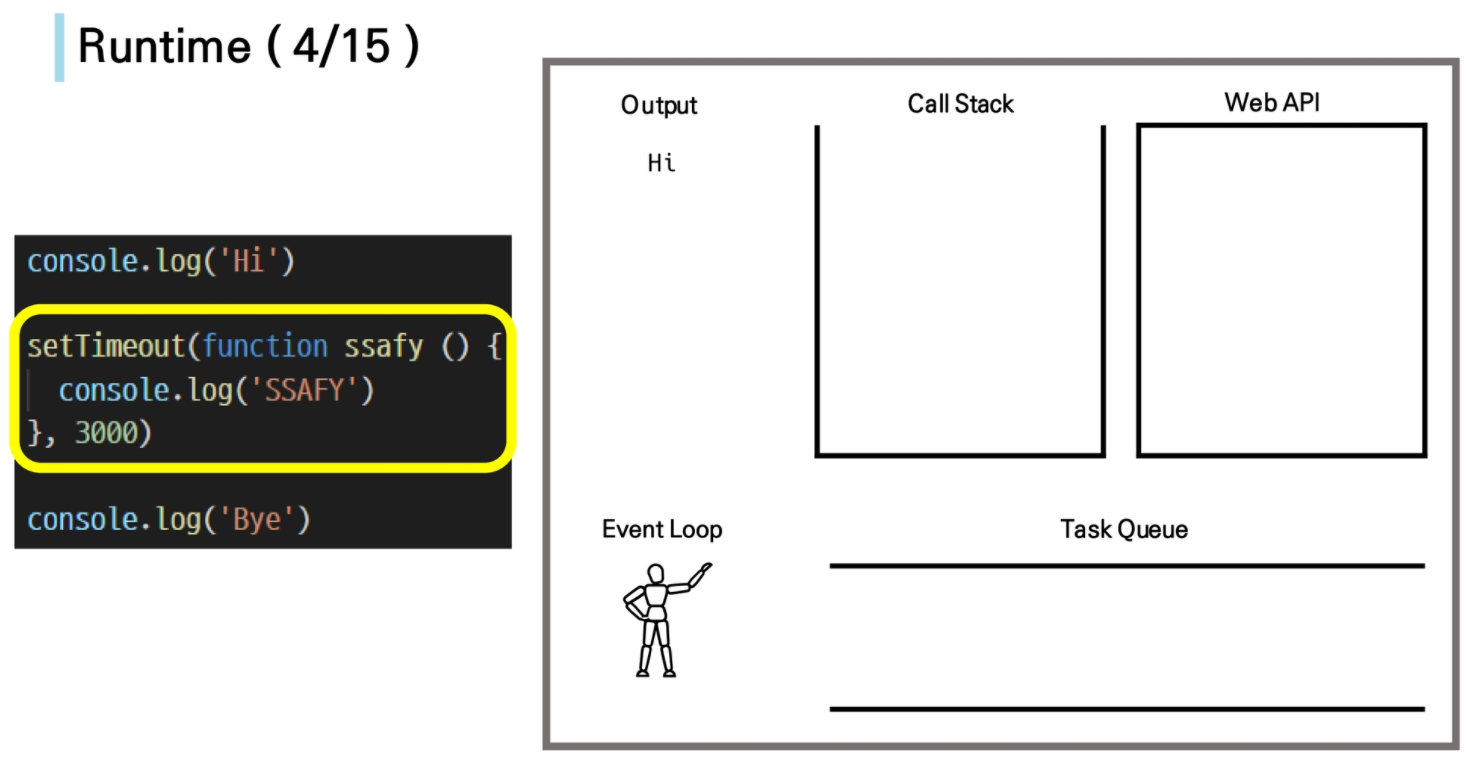 Runtime ( 4/15 )
console.log('Hi')
setTimeout(function ssafy () {
  console.log('SSAFY')
}, 3000)
console.log('Bye')
Output
Call Stack
Web API
Hi
Event Loop
Task Queue